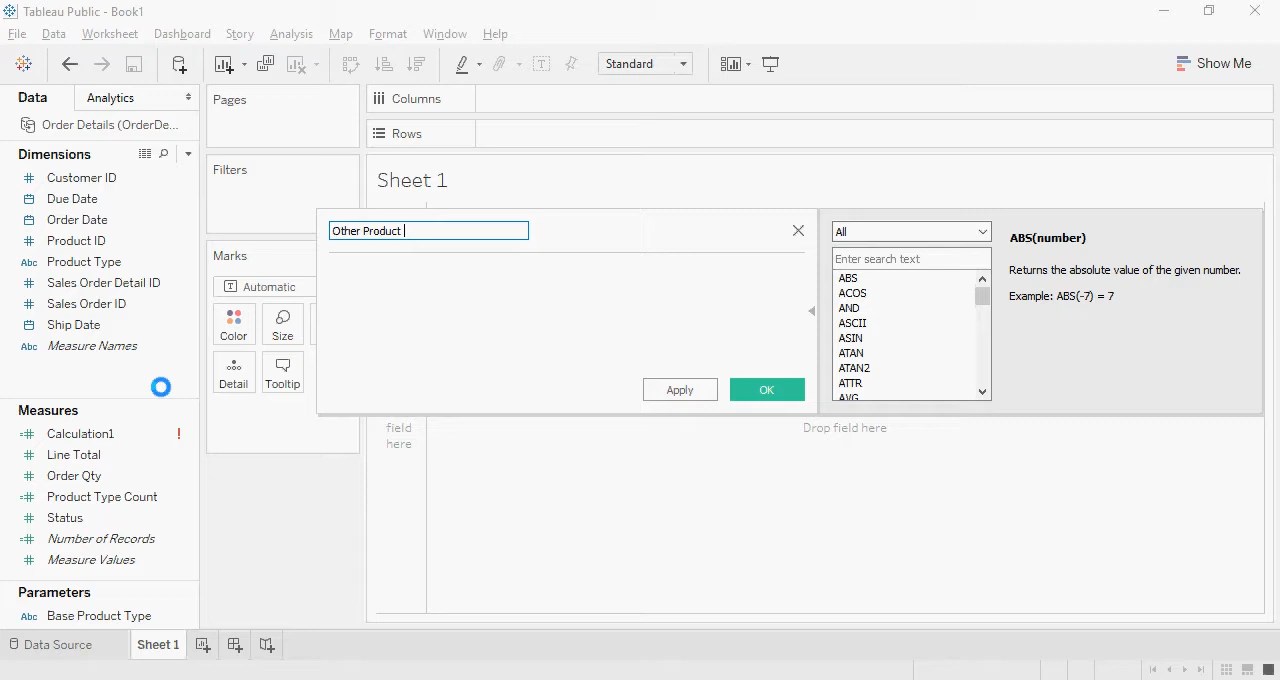 Tableau Public - Book1
File Data Worksheet Dashboard Story Analysis Map Format Window Help
Standard
Show Me
Data
Analytics
Order Details (OrderDe...
Dimensions
Customer ID
Due Date
Order Date
Product ID
Abc Product Type
Sales Order Detail ID
Sales Order ID
Ship Date
Abc Measure Names
Measures
Calculation1 !
Line Total
Order Qty
Product Type Count
Status
Number of Records
Measure Values
Parameters
Abc Base Product Type
Pages
Filters
Marks
Automatic
Color
Size
Detail
Tooltip
Columns
Rows
Sheet 1
Other Product
Apply
OK
All
Enter search text
ABS
ACOS
AND
ASCII
ASIN
ATAN
ATAN2
ATTR
AVG
ABS(number)
Returns the absolute value of the given number.
Example: ABS(-7) = 7
field
here
Drop field here
Data Source
Sheet 1